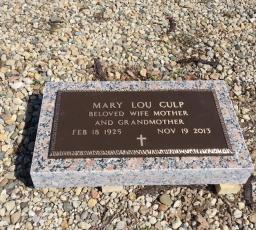 MARY LOU CULP
BELOVED WIFE MOTHER
AND GRANDMOTHER
FEB 18 1925 NOV 19 2013